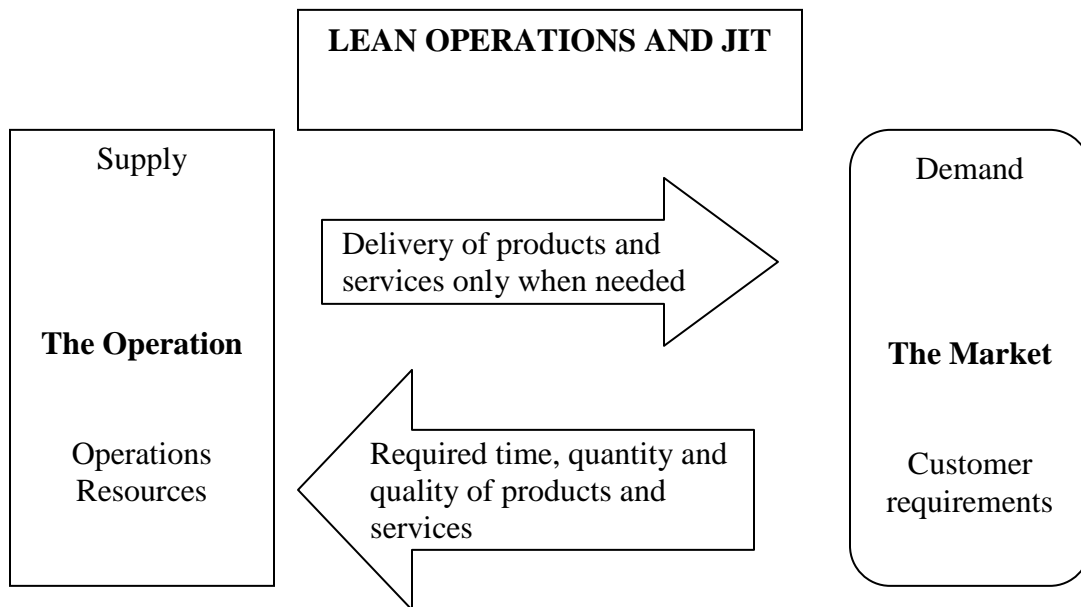 LEAN OPERATIONS AND JIT
Supply
The Operation
Operations
Resources
Delivery of products and
services only when needed
Required time, quantity and
quality of products and
services
Demand
The Market
Customer
requirements